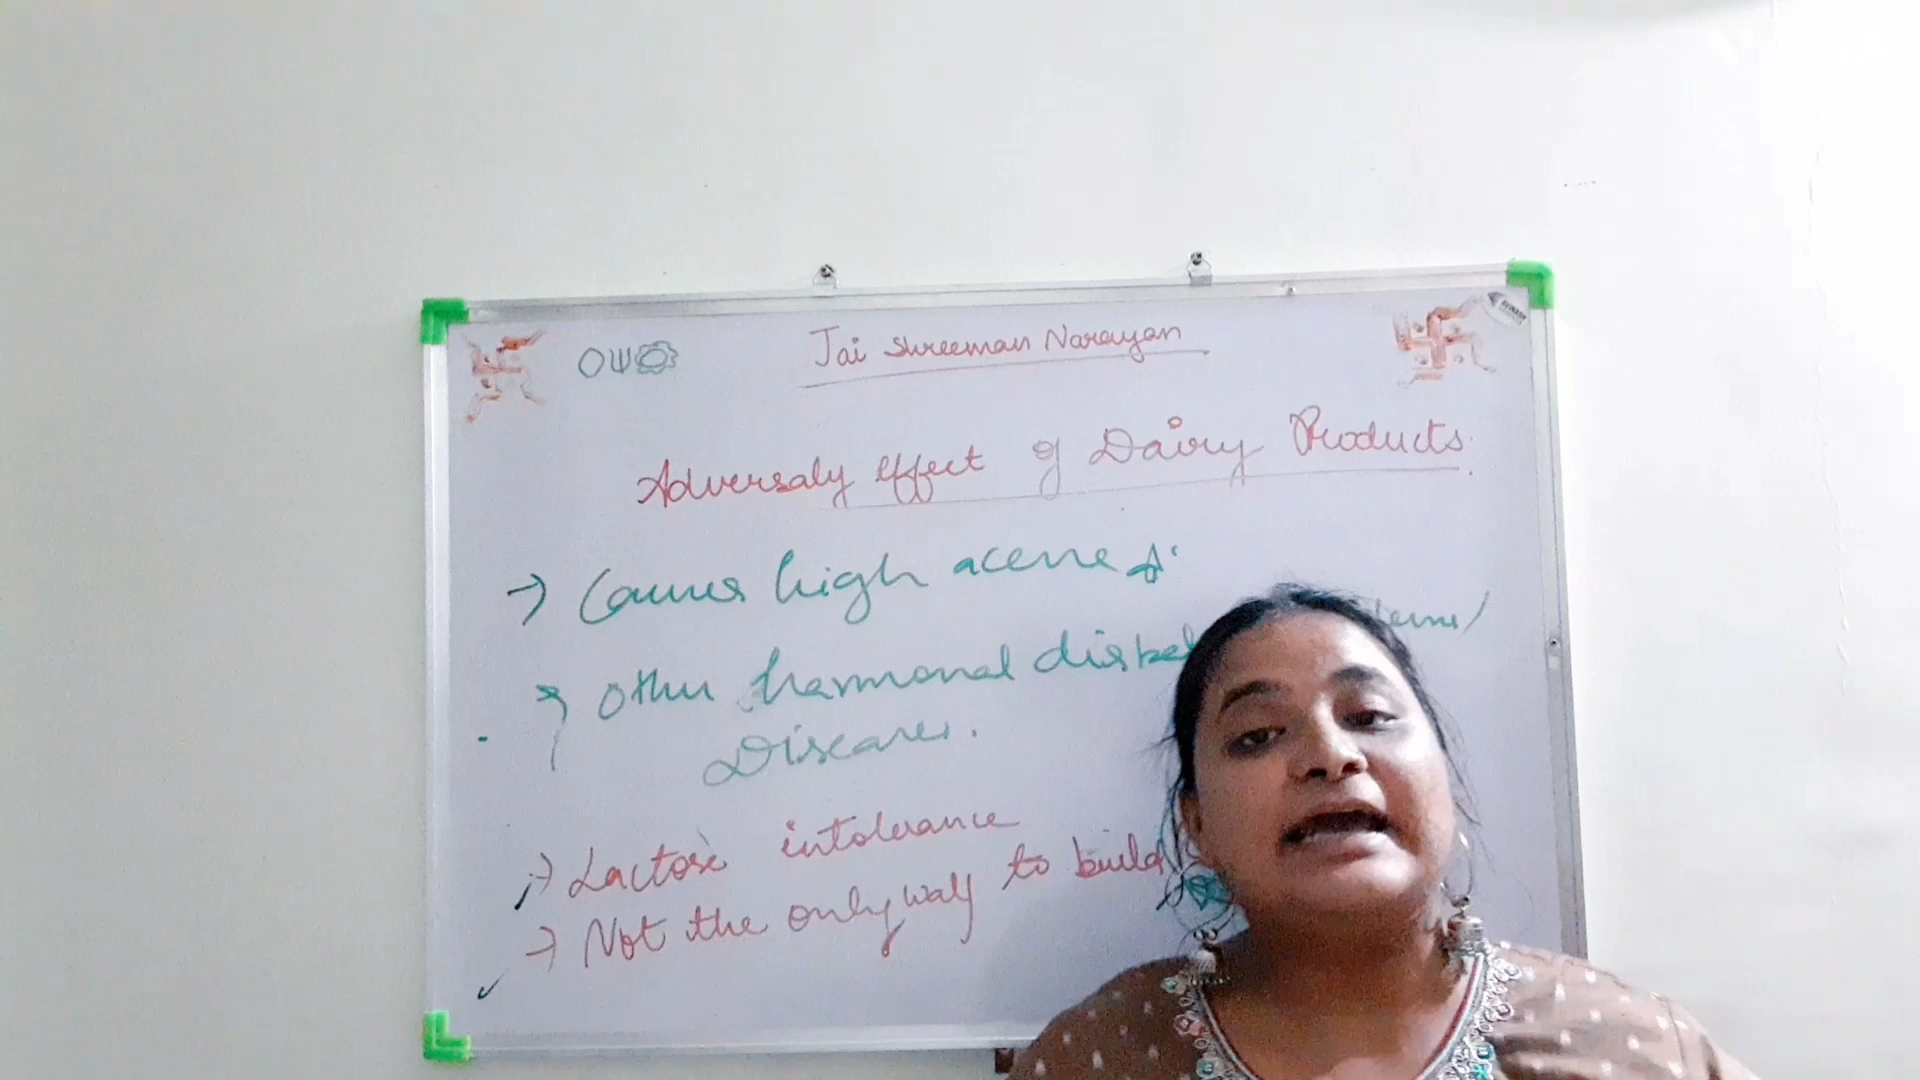 Jai Shreeman Narayan
Adversaly effect of Dairy Products.
→ Causes high acene
→ Other harmonal
Diseases.
→ Lactose intolerance
→ Not the only way to build